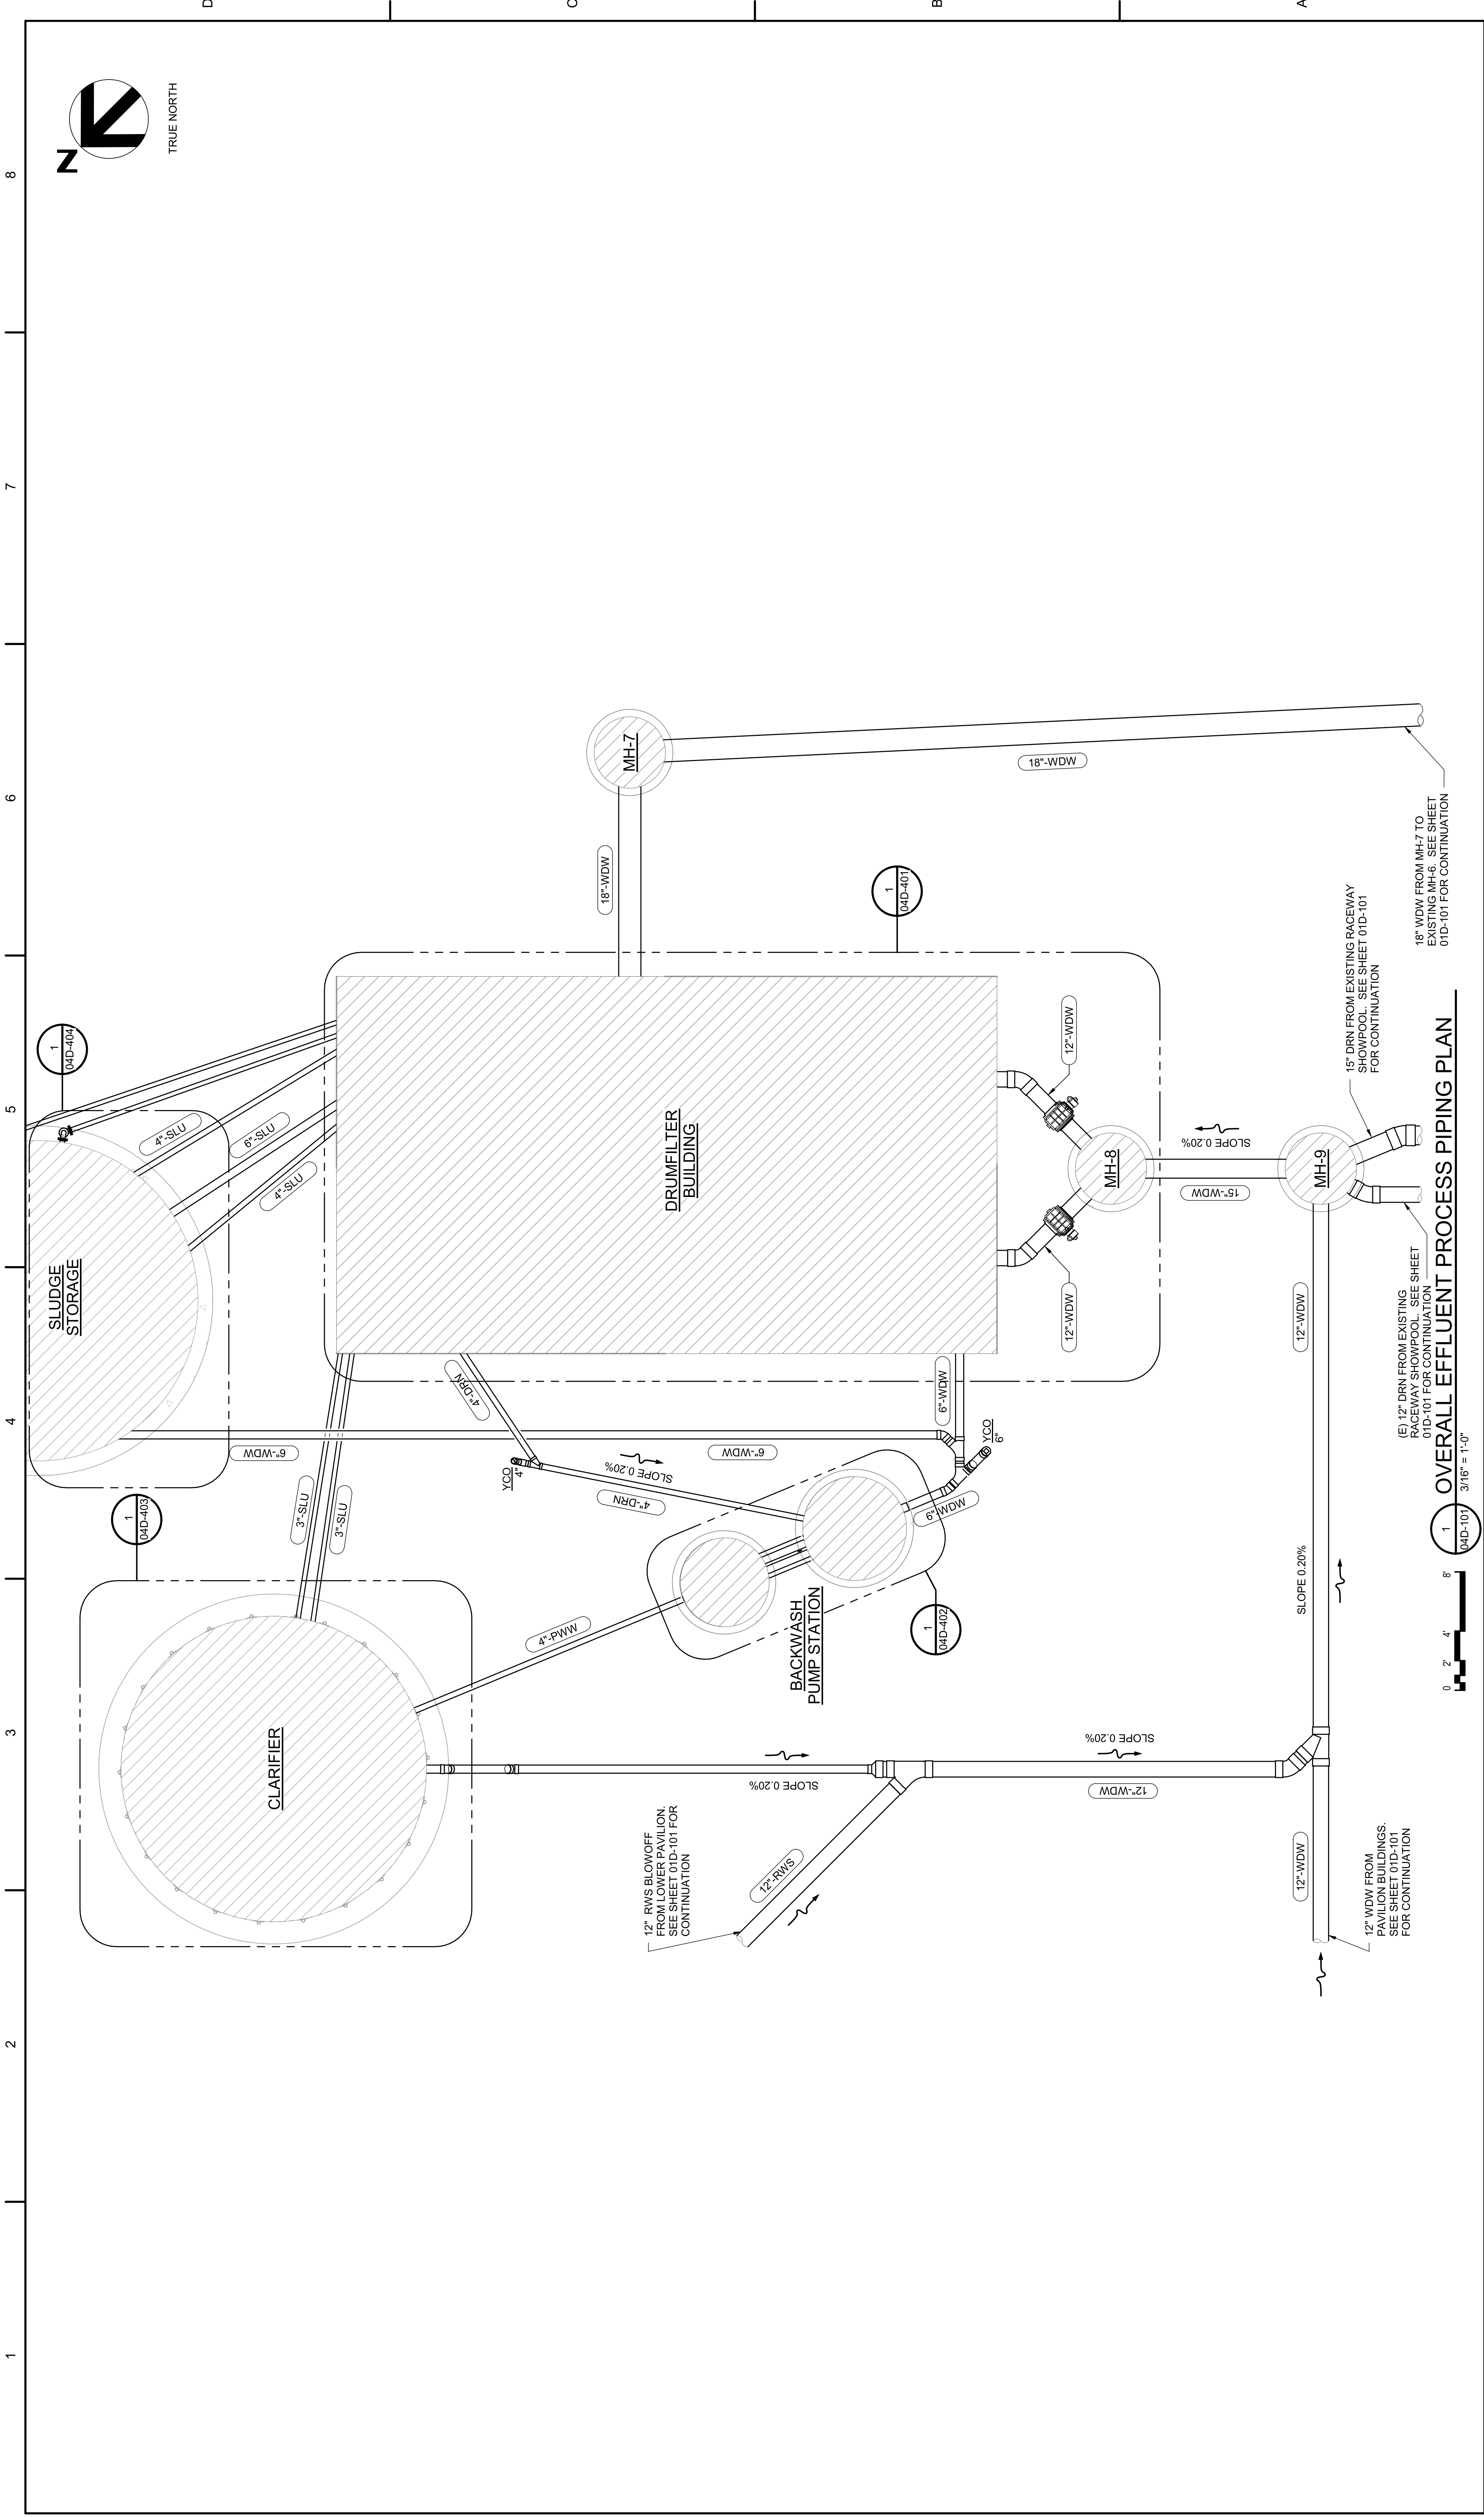 1
2
3
4
5
6
7
8
D
C
B
A
N
TRUE NORTH
SLUDGE
STORAGE
1
04D-404
4"-SLU
6"-SLU
4"-SLU
1
04D-403
CLARIFIER
3"-SLU
3"-SLU
6"-WDW
4"-DRN
YCO
4"
SLOPE 0.20%
4"-DRN
6"-WDW
4"-PWW
BACKWASH
PUMP STATION
1
04D-402
6"-WDW
6"-WDW
YCO
6"
DRUMFILTER
BUILDING
1
04D-401
18"-WDW
MH-7
18"-WDW
12"-WDW
12"-WDW
MH-8
SLOPE 0.20%
15"-WDW
MH-9
12" RWS BLOWOFF
FROM LOWER PAVILION.
SEE SHEET 01D-101 FOR
CONTINUATION
12"-RWS
SLOPE 0.20%
SLOPE 0.20%
12"-WDW
12"-WDW
12" WDW FROM
PAVILION BUILDINGS.
SEE SHEET 01D-101
FOR CONTINUATION
SLOPE 0.20%
12"-WDW
(E) 12" DRN FROM EXISTING
RACEWAY SHOWPOOL. SEE SHEET
01D-101 FOR CONTINUATION
15" DRN FROM EXISTING RACEWAY
SHOWPOOL. SEE SHEET 01D-101
FOR CONTINUATION
18" WDW FROM MH-7 TO
EXISTING MH-6. SEE SHEET
01D-101 FOR CONTINUATION
0 2' 4' 8'
1
04D-101
OVERALL EFFLUENT PROCESS PIPING PLAN
3/16" = 1'-0"